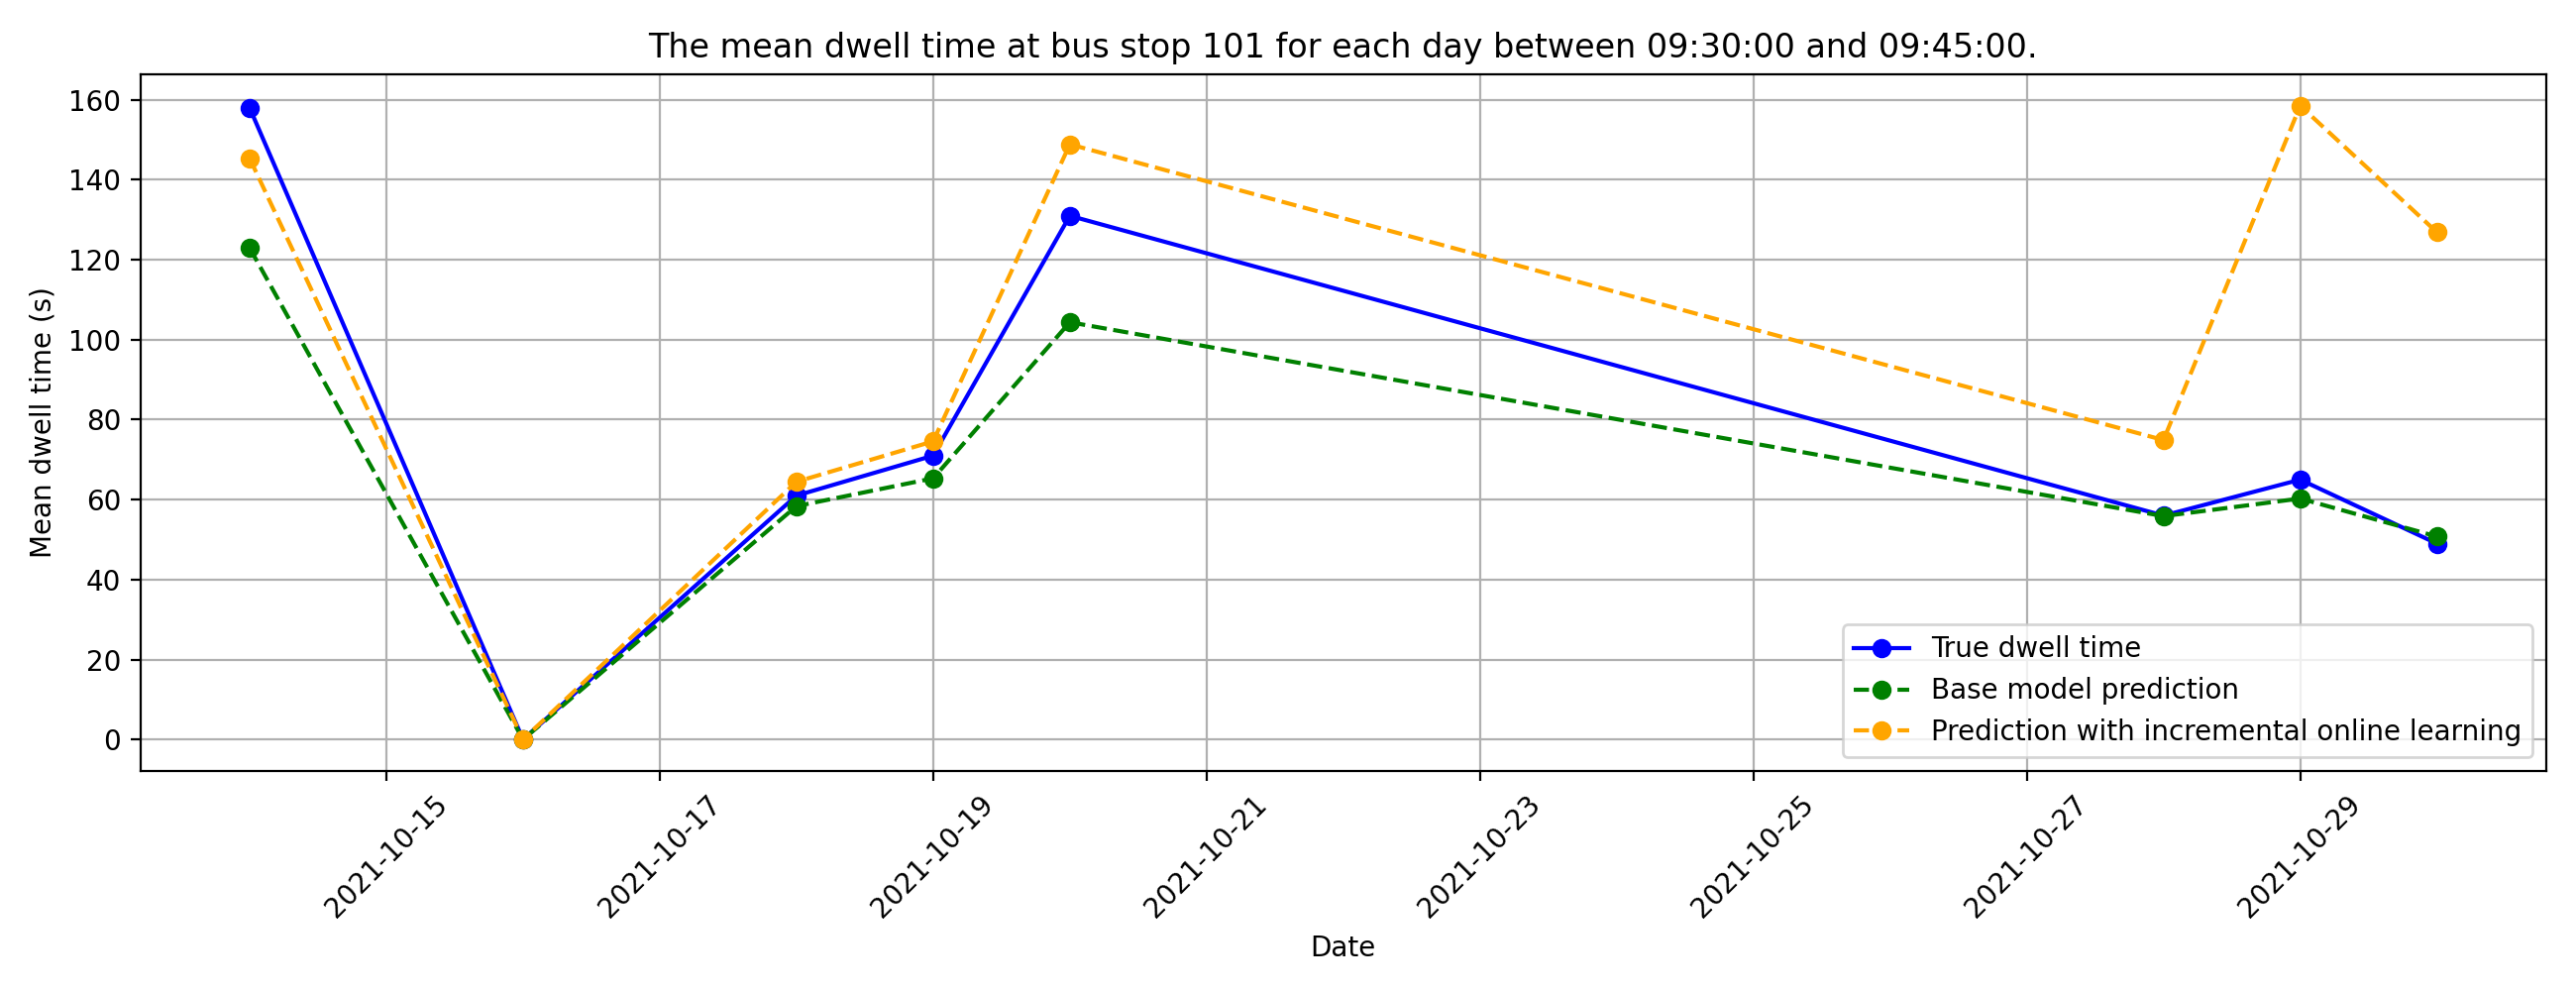 The mean dwell time at bus stop 101 for each day between 09:30:00 and 09:45:00.
Mean dwell time (s)
160
140
120
100
80
60
40
20
0
True dwell time
Base model prediction
Prediction with incremental online learning
2021-10-15
2021-10-17
2021-10-19
2021-10-21
2021-10-23
2021-10-25
2021-10-27
2021-10-29
Date